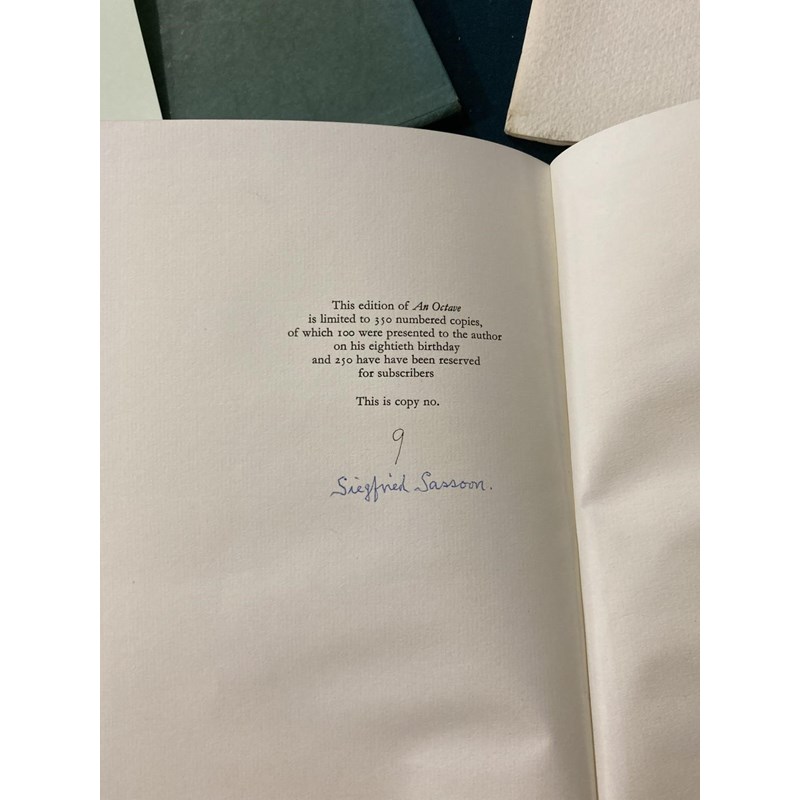 This edition of An Octave
is limited to 350 numbered copies,
of which 100 were presented to the author
on his eightieth birthday
and 250 have have been reserved
for subscribers
This is copy no.
9
Siegfried Sassoon.